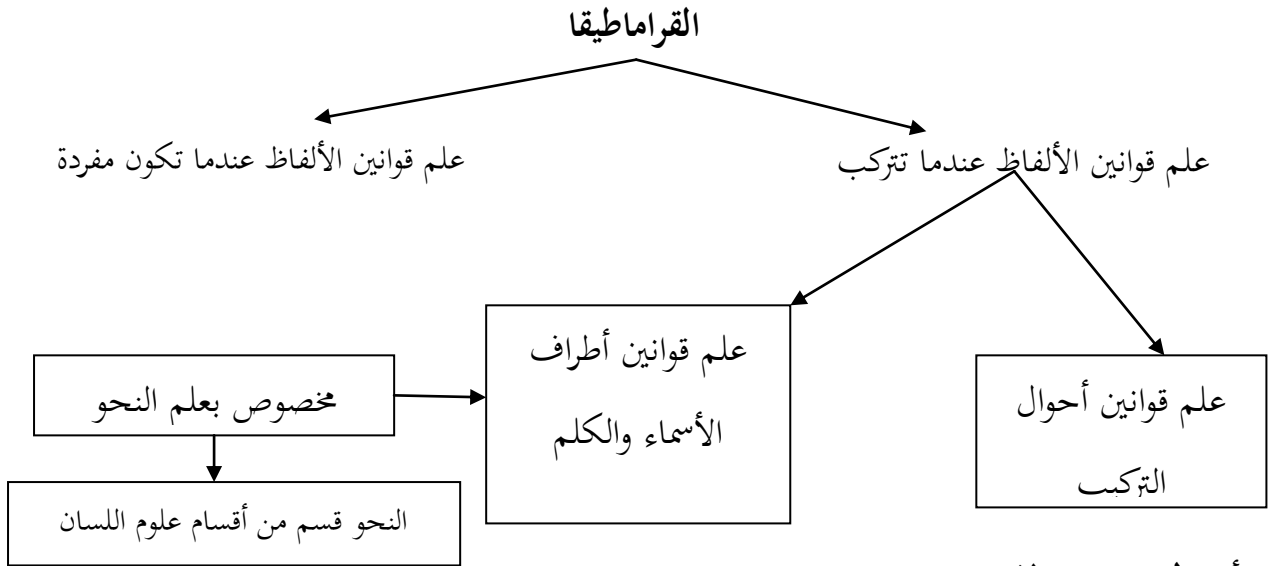 القراماطيقا
علم قوانين الألفاظ عندما تتركب
علم قوانين الألفاظ عندما تكون مفردة
علم قوانين أحوال
التركيب
علم قوانين أطراف
الأسماء والكلم
مخصوص بعلم النحو
النحو قسم من أقسام علوم اللسان